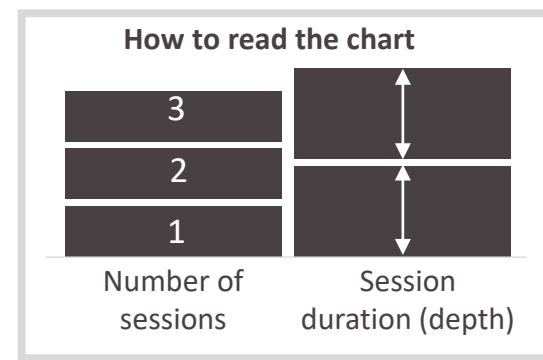 How to read the chart
3
2
1
Number of
sessions
Session
duration (depth)